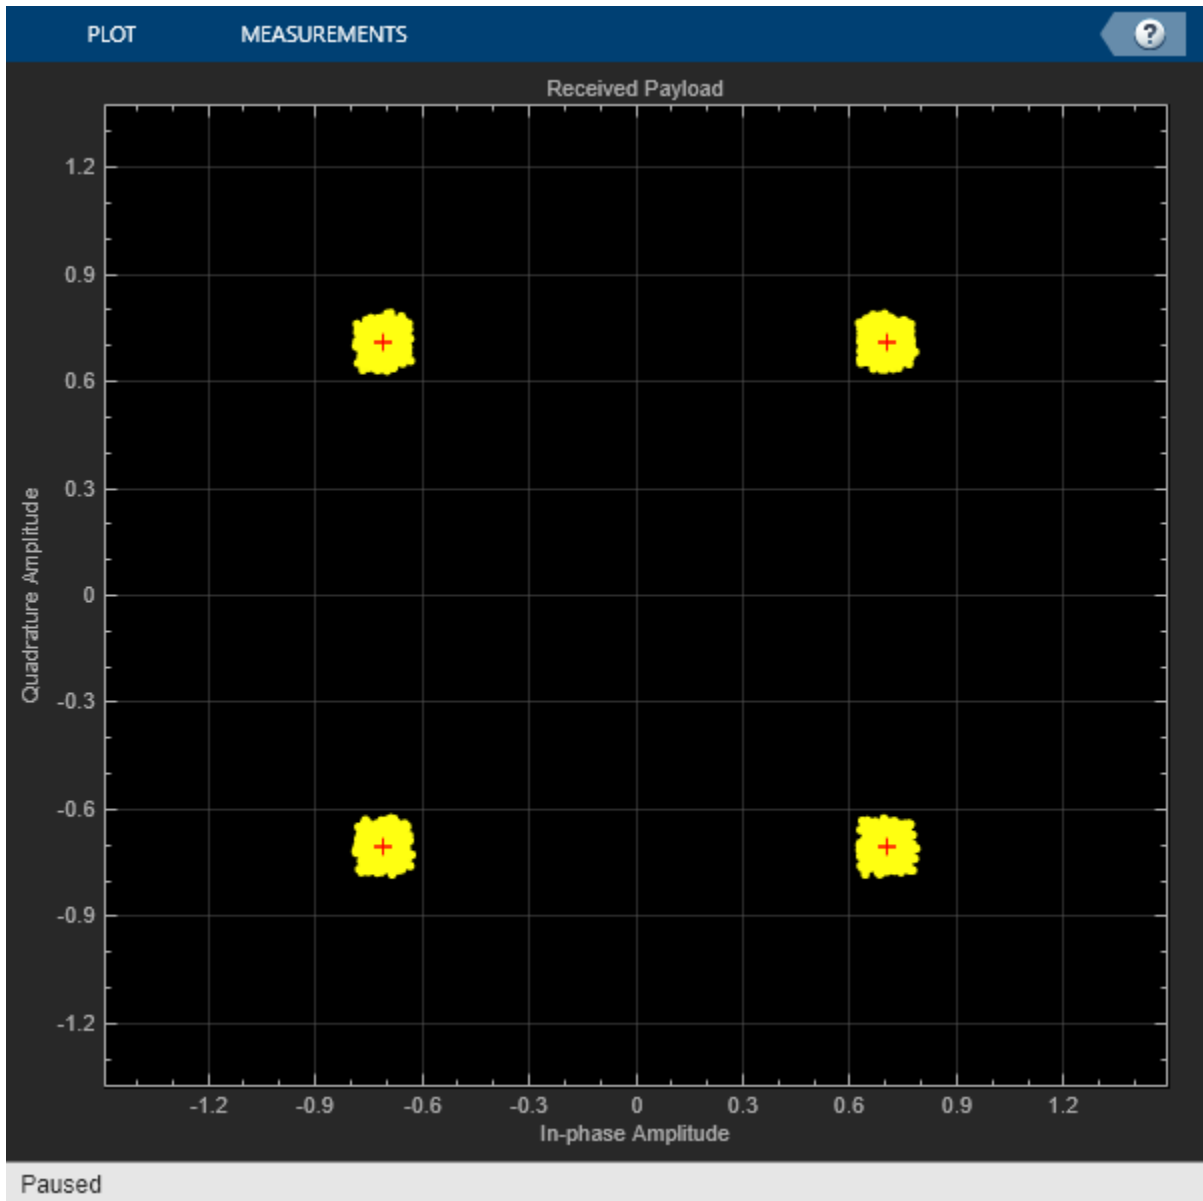 PLOT MEASUREMENTS ?
Received Payload
1.2
0.9
0.6
0.3
0
-0.3
-0.6
-0.9
-1.2
Quadrature Amplitude
-1.2 -0.9 -0.6 -0.3 0 0.3 0.6 0.9 1.2
In-phase Amplitude
Paused